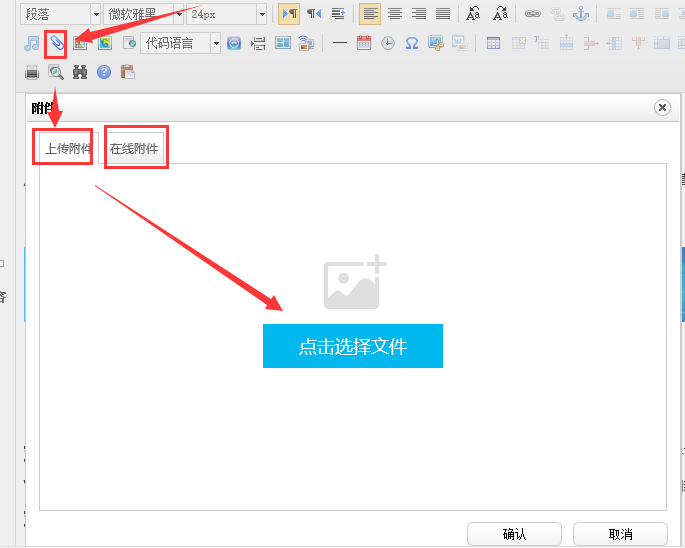 段落 微软雅黑 24px
代码语言
附件
上传附件 在线附件
点击选择文件
确认 取消